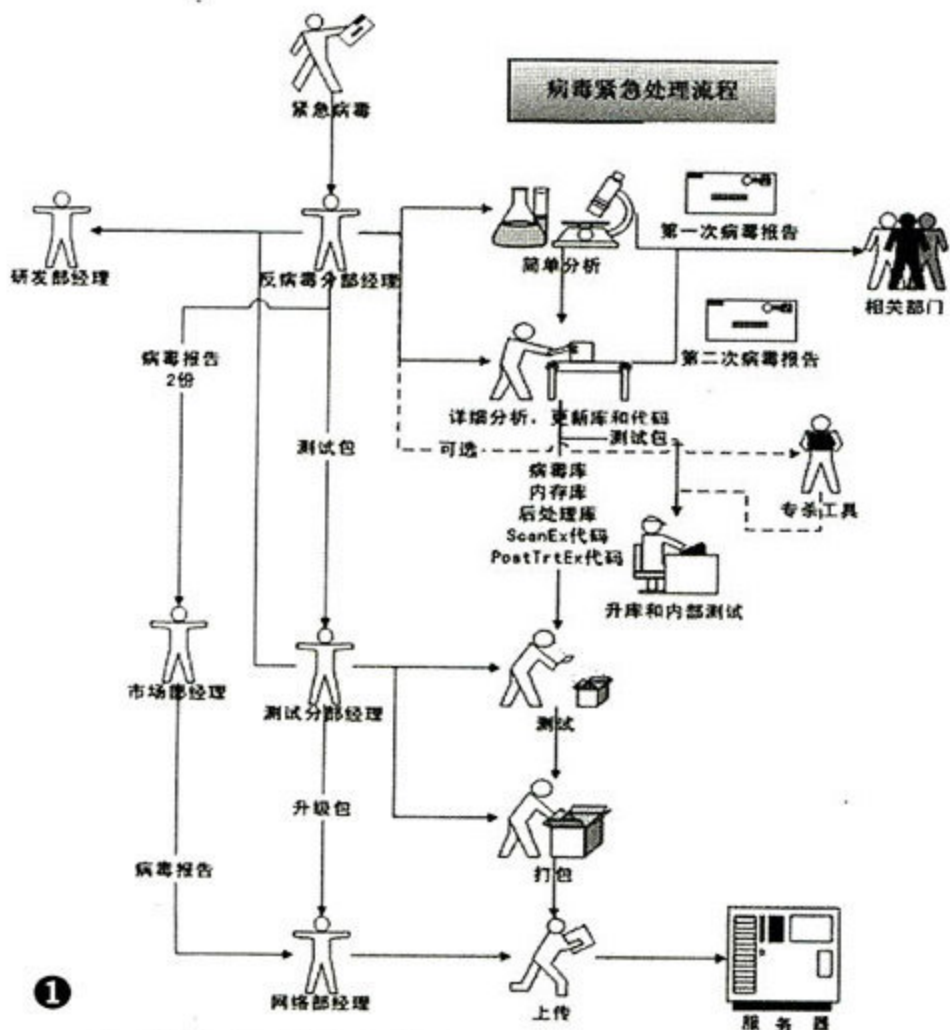 紧急病毒
病毒紧急处理流程
研发部经理
反病毒分部经理
简单分析
第一次病毒报告
相关部门
病毒报告
2份
第二次病毒报告
详细分析，更新库和代码
测试包
可选
测试包
病毒库
内存库
后处理库
ScanEx代码
PostTrtEx代码
专杀工具
升库和内部测试
市场部经理
测试分部经理
测试
升级包
病毒报告
打包
网络部经理
上传
服务器
❶